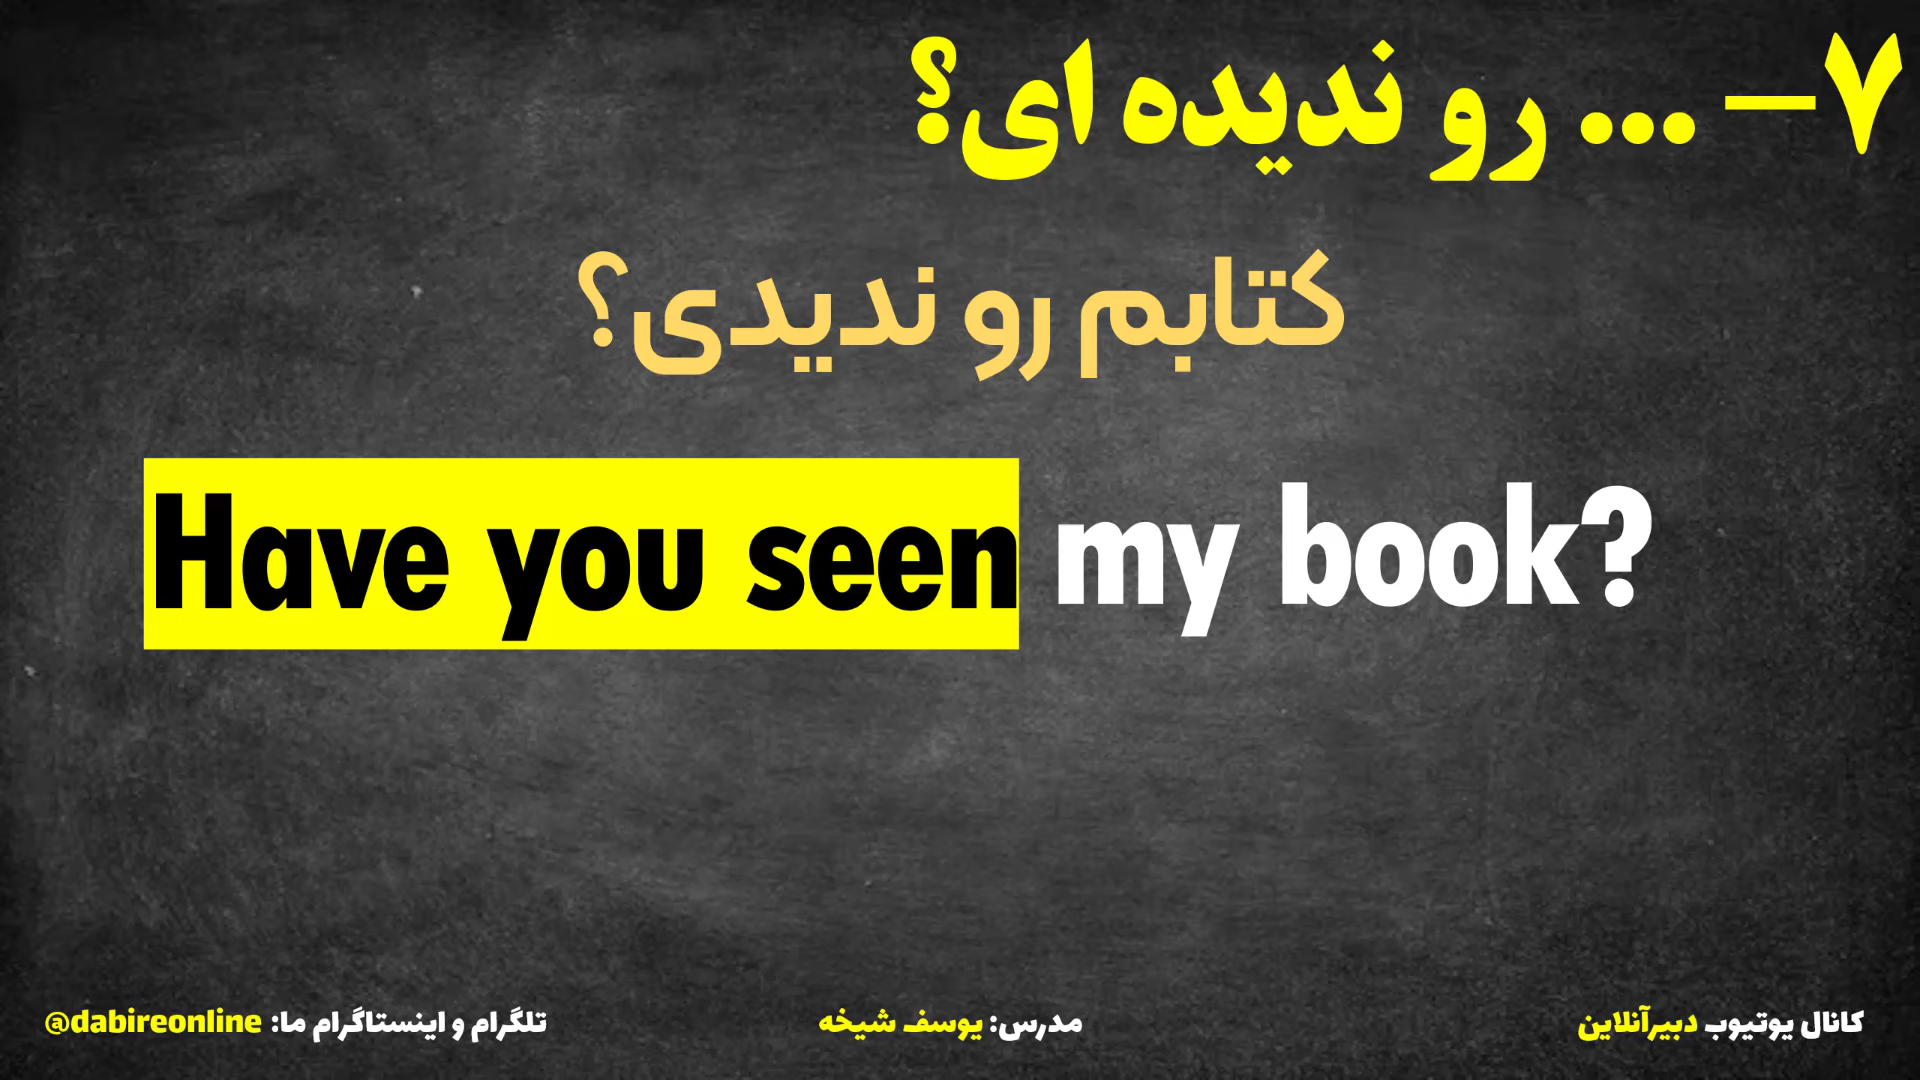 ۷- ... رو ندیده ای؟
کتابم رو ندیدی؟
Have you seen my book?
کانال یوتیوب دبیرآنلاین
مدرس: یوسف شیخه
تلگرام و اینستاگرام ما: @dabireonline